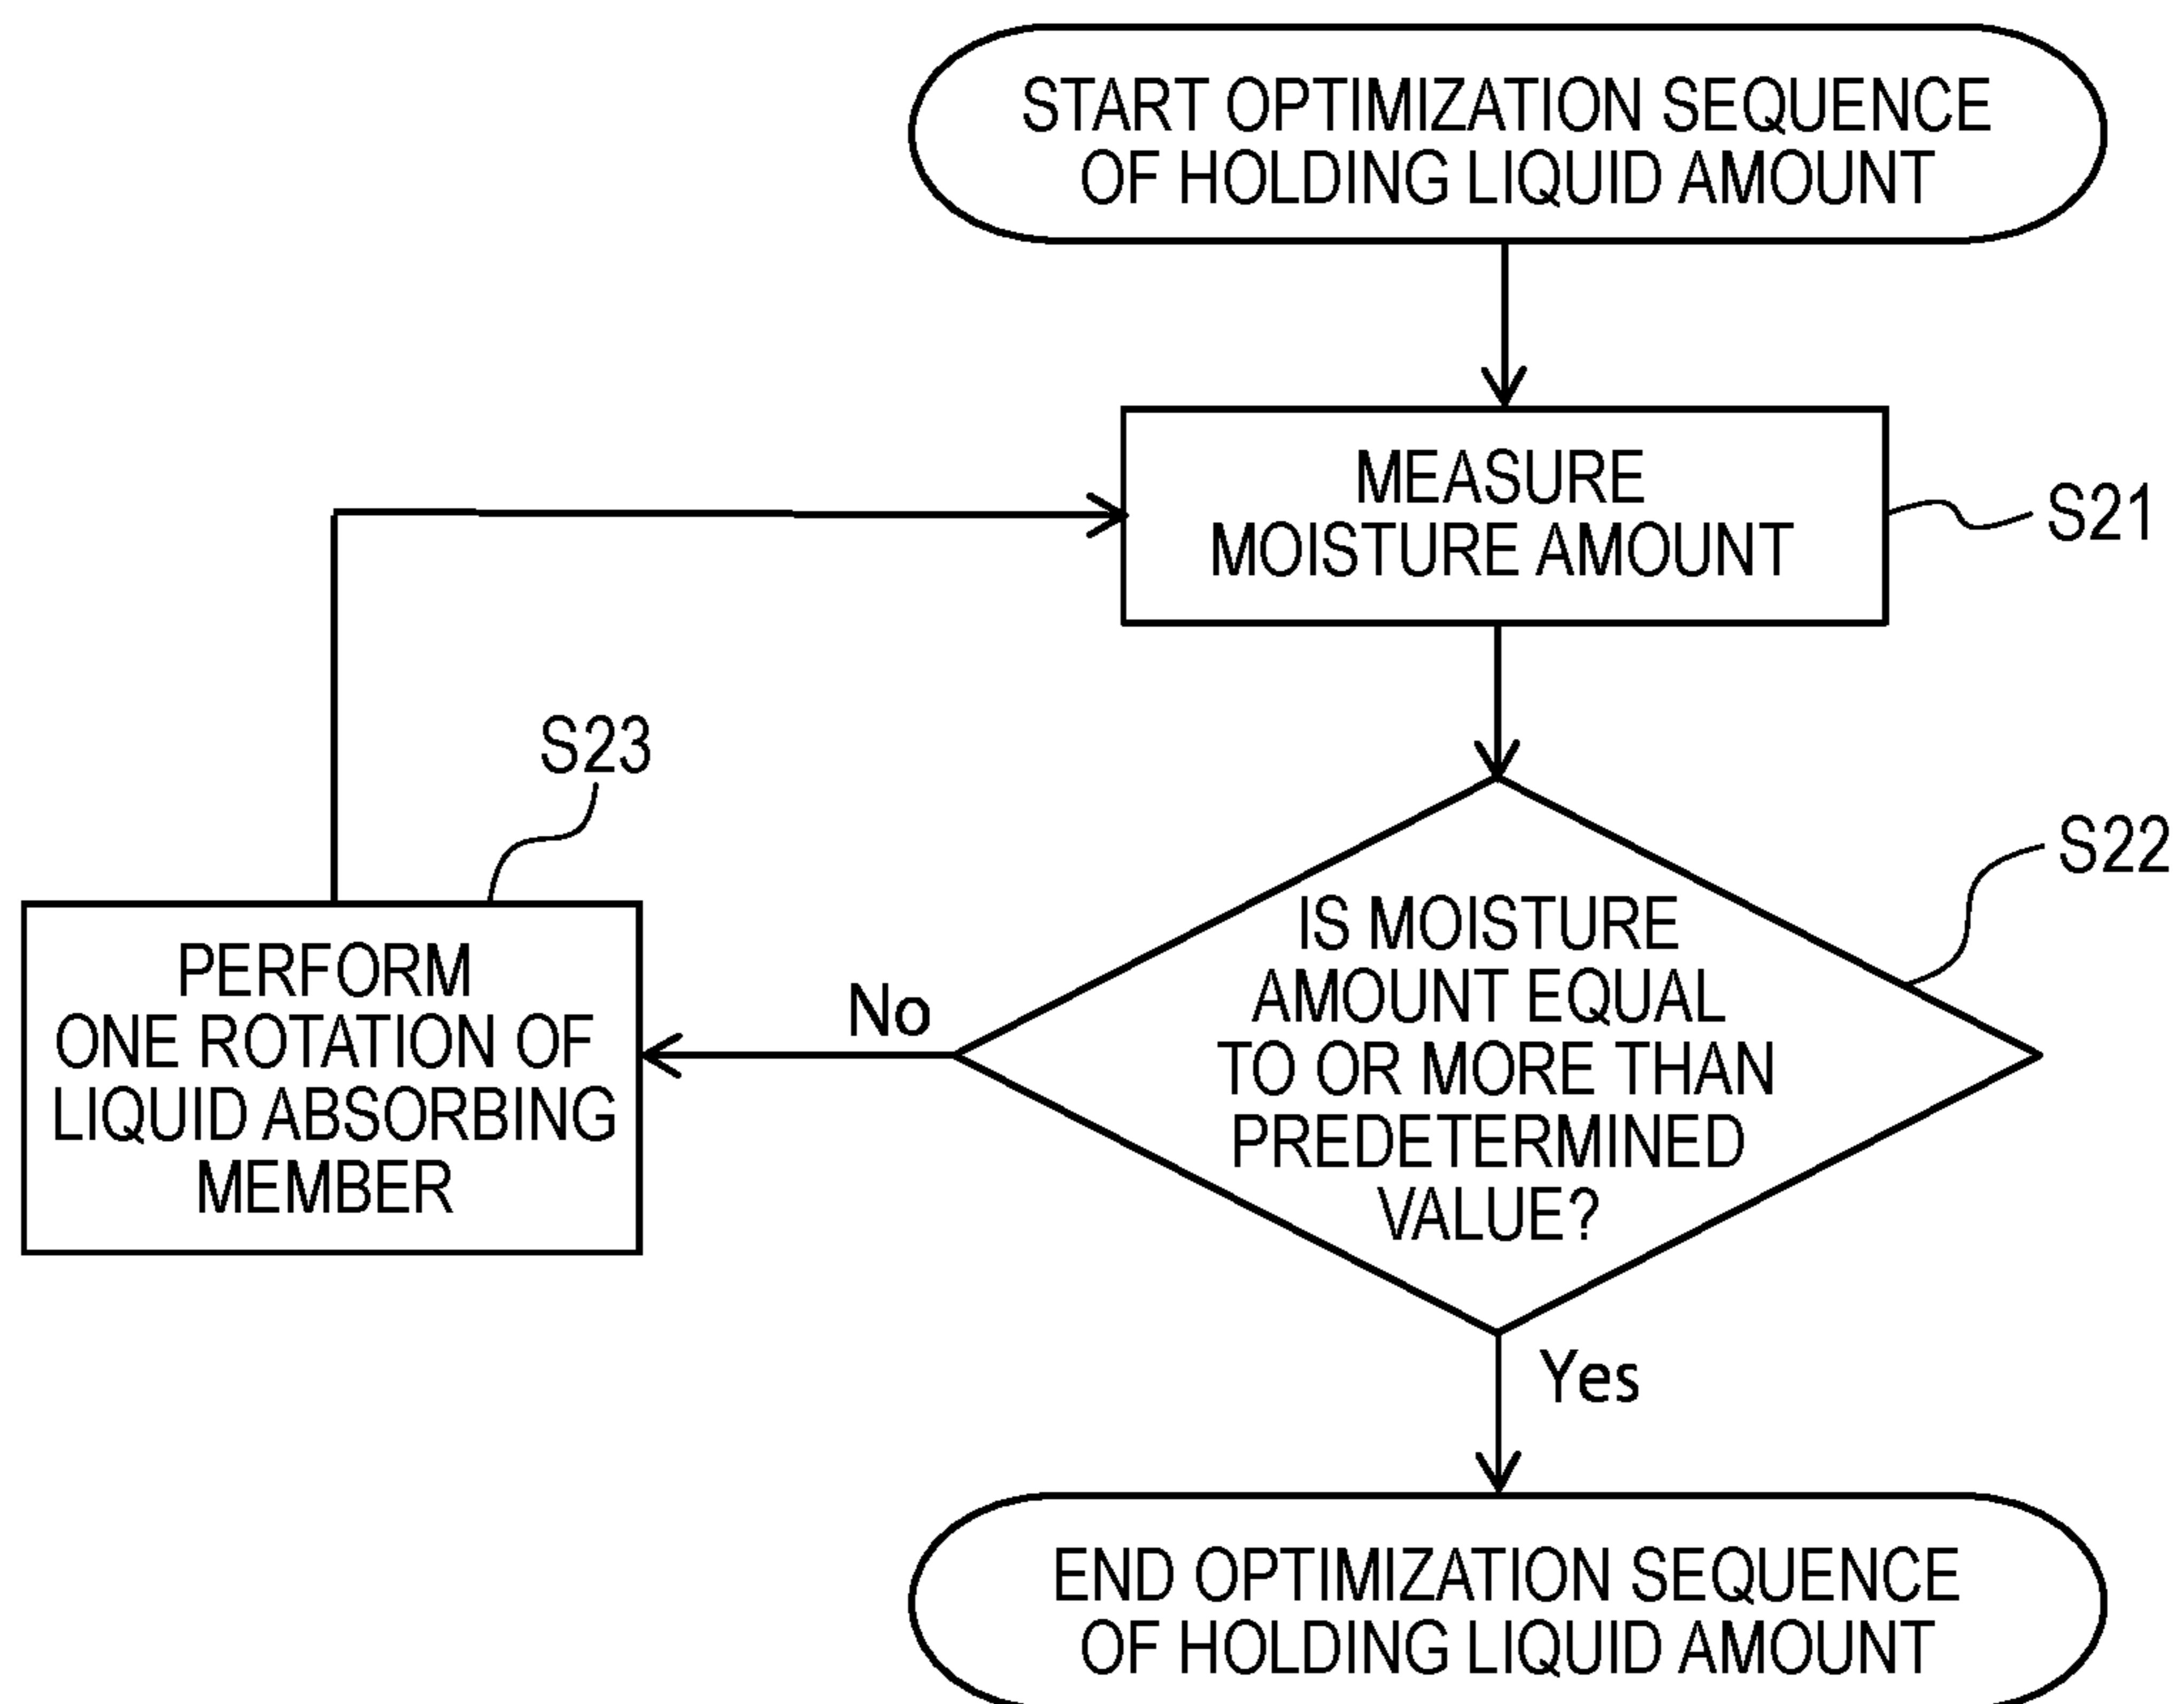 START OPTIMIZATION SEQUENCE
OF HOLDING LIQUID AMOUNT
MEASURE
MOISTURE AMOUNT
S21
S23
S22
IS MOISTURE
AMOUNT EQUAL
TO OR MORE THAN
PREDETERMINED
VALUE?
No
PERFORM
ONE ROTATION OF
LIQUID ABSORBING
MEMBER
Yes
END OPTIMIZATION SEQUENCE
OF HOLDING LIQUID AMOUNT